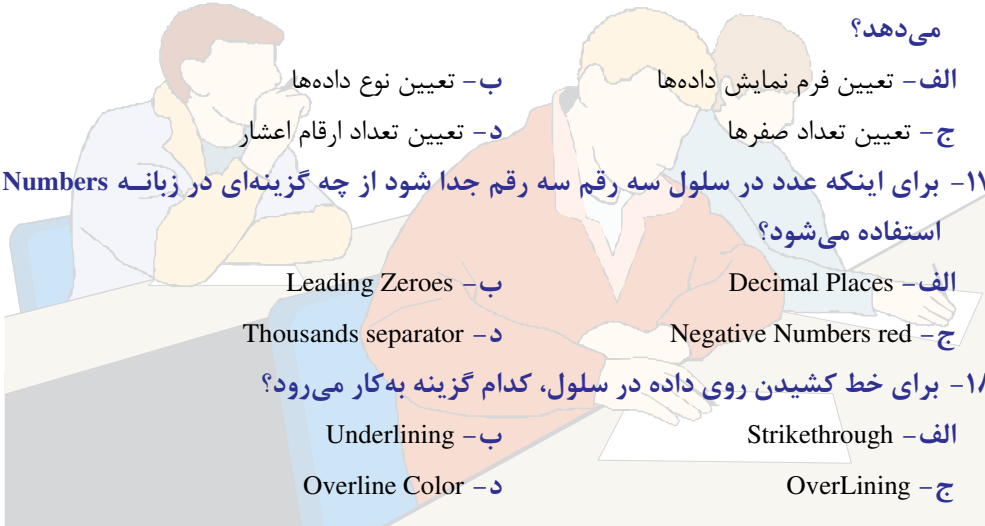 می‌دهد؟
الف- تعیین فرم نمایش داده‌ها ب- تعیین نوع داده‌ها
ج- تعیین تعداد صفرها د- تعیین تعداد ارقام اعشار
۱۷- برای اینکه عدد در سلول سه رقم سه رقم جدا شود از چه گزینه‌ای در زبانه Numbers
استفاده می‌شود؟
الف- Decimal Places ب- Leading Zeroes
ج- Negative Numbers red د- Thousands separator
۱۸- برای خط کشیدن روی داده در سلول، کدام گزینه به‌کار می‌رود؟
الف- Strikethrough ب- Underlining
ج- OverLining د- Overline Color